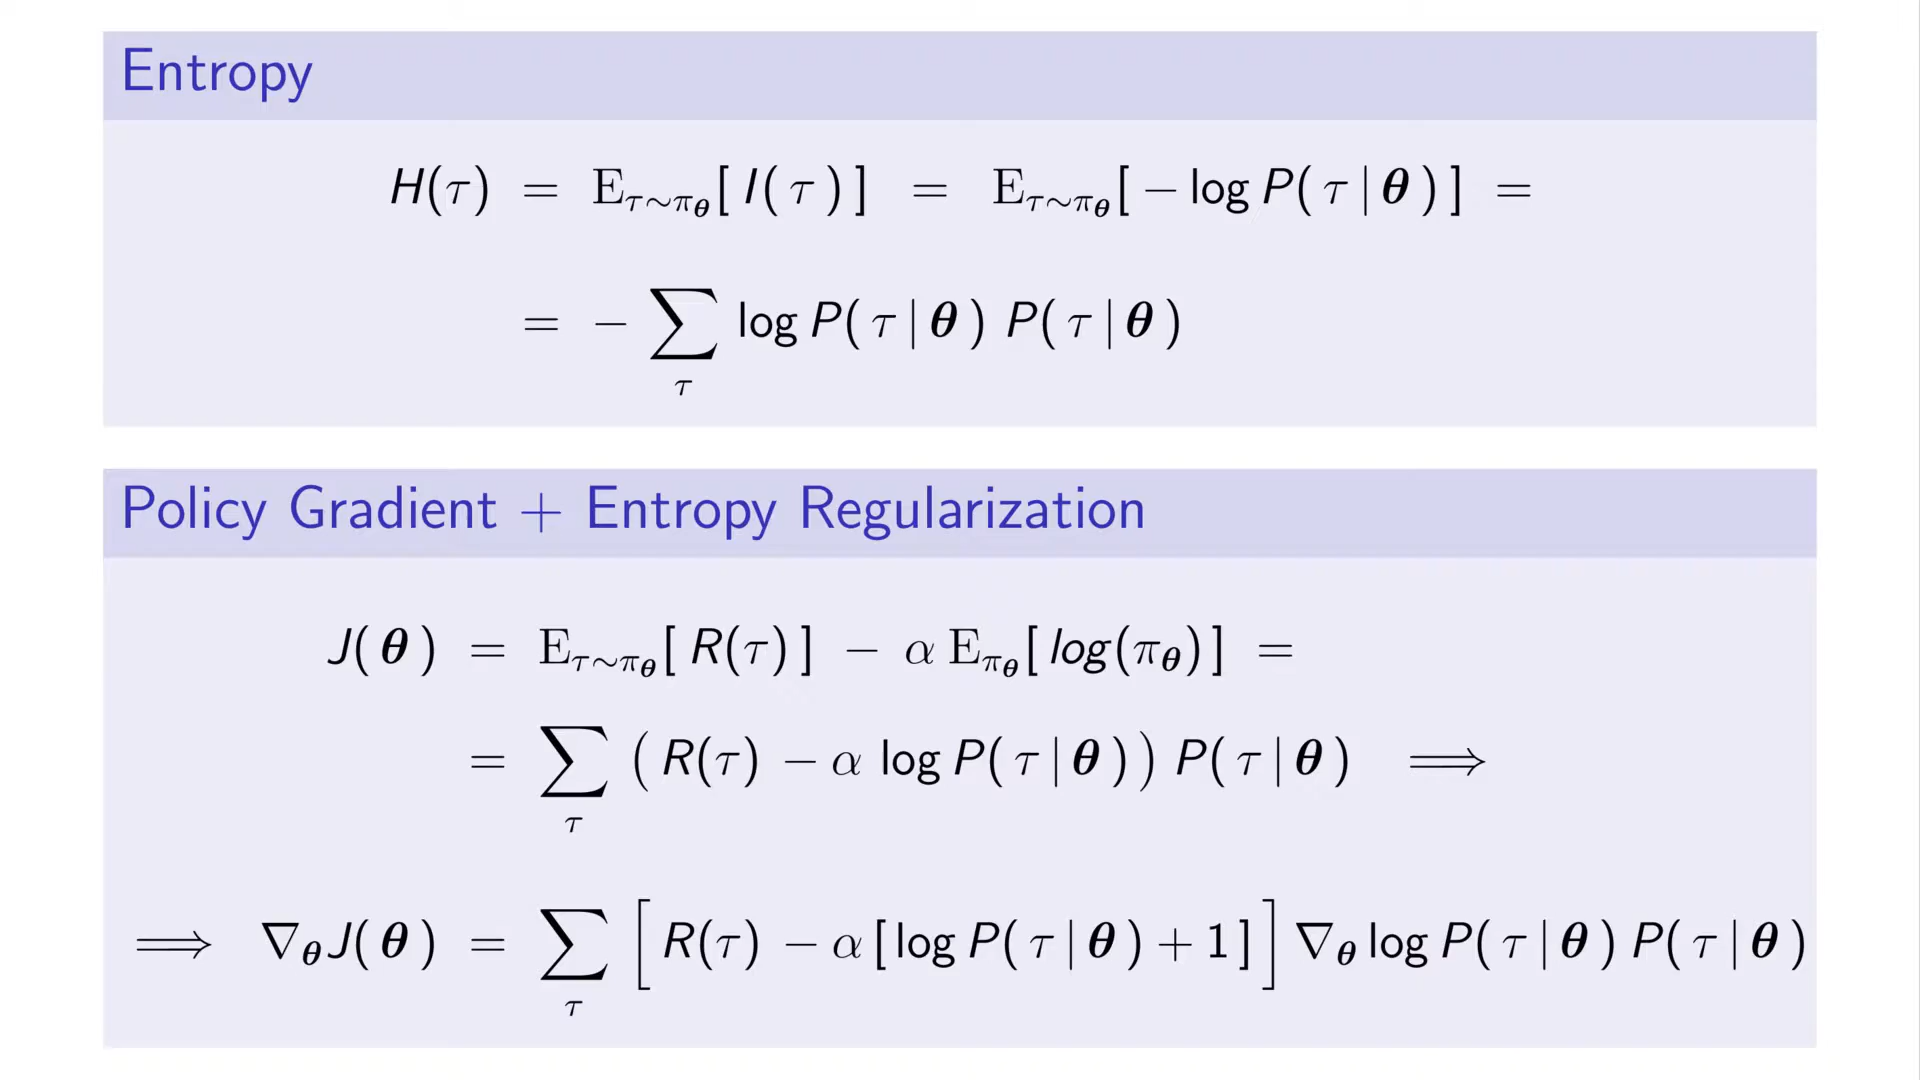 Entropy
H(τ) = E_{τ∼π_𝜽}[ I( τ ) ] = E_{τ∼π_𝜽}[ − log P( τ | 𝜽 ) ] =
= − ∑_τ log P( τ | 𝜽 ) P( τ | 𝜽 )
Policy Gradient + Entropy Regularization
J( 𝜽 ) = E_{τ∼π_𝜽}[ R(τ) ] − α E_{π_𝜽}[ log(π_𝜽) ] =
= ∑_τ ( R(τ) − α log P( τ | 𝜽 ) ) P( τ | 𝜽 ) ⟹
⟹ ∇_𝜽 J( 𝜽 ) = ∑_τ [ R(τ) − α [ log P( τ | 𝜽 ) + 1 ] ] ∇_𝜽 log P( τ | 𝜽 ) P( τ | 𝜽 )